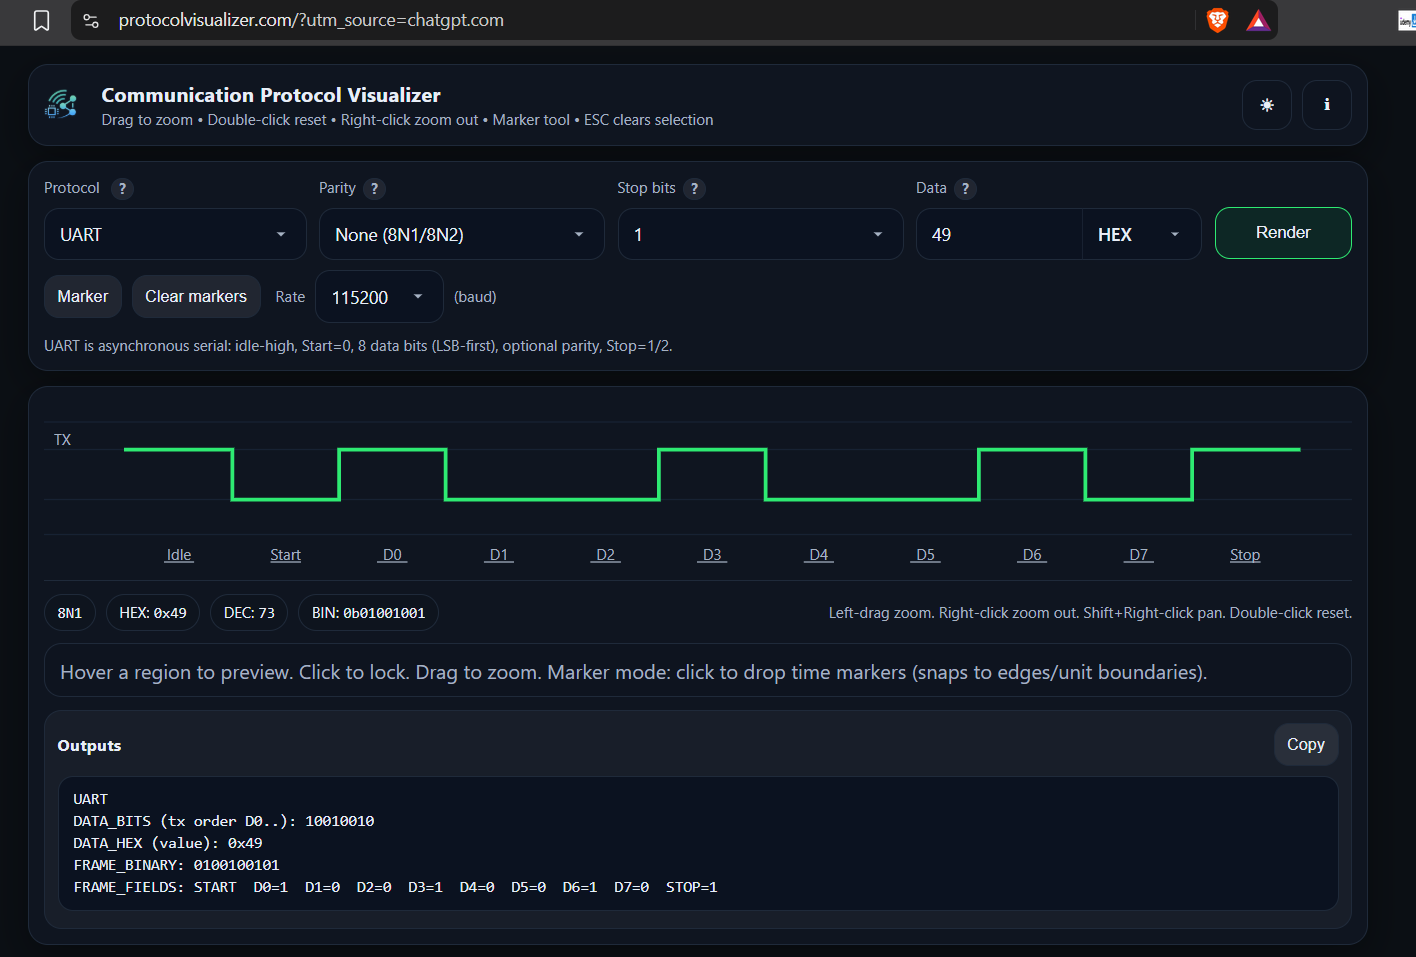 protocolvisualizer.com/?utm_source=chatgpt.com
Communication Protocol Visualizer
Drag to zoom • Double-click reset • Right-click zoom out • Marker tool • ESC clears selection
i
Protocol ? Parity ? Stop bits ? Data ?
UART None (8N1/8N2) 1 49 HEX Render
Marker Clear markers Rate 115200 (baud)
UART is asynchronous serial: idle-high, Start=0, 8 data bits (LSB-first), optional parity, Stop=1/2.
TX
Idle Start D0 D1 D2 D3 D4 D5 D6 D7 Stop
8N1 HEX: 0x49 DEC: 73 BIN: 0b01001001 Left-drag zoom. Right-click zoom out. Shift+Right-click pan. Double-click reset.
Hover a region to preview. Click to lock. Drag to zoom. Marker mode: click to drop time markers (snaps to edges/unit boundaries).
Outputs Copy
UART
DATA_BITS (tx order D0..): 10010010
DATA_HEX (value): 0x49
FRAME_BINARY: 0100100101
FRAME_FIELDS: START D0=1 D1=0 D2=0 D3=1 D4=0 D5=0 D6=1 D7=0 STOP=1